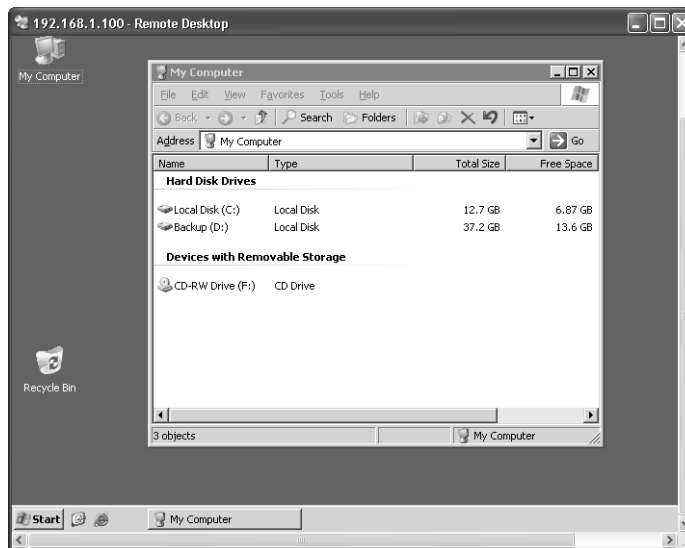 192.168.1.100 - Remote Desktop
My Computer
My Computer
File Edit View Favorites Tools Help
Back Search Folders
Address My Computer Go
Name Type Total Size Free Space
Hard Disk Drives
Local Disk (C:) Local Disk 12.7 GB 6.87 GB
Backup (D:) Local Disk 37.2 GB 13.6 GB
Devices with Removable Storage
CD-RW Drive (F:) CD Drive
Recycle Bin
3 objects My Computer
Start My Computer